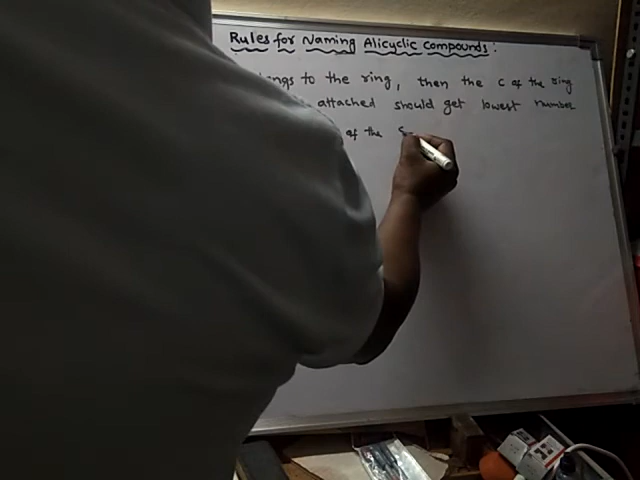 Rules for Naming Alicyclic Compounds :
to the ring, then the C of the ring
attached should get lowest number
of the S